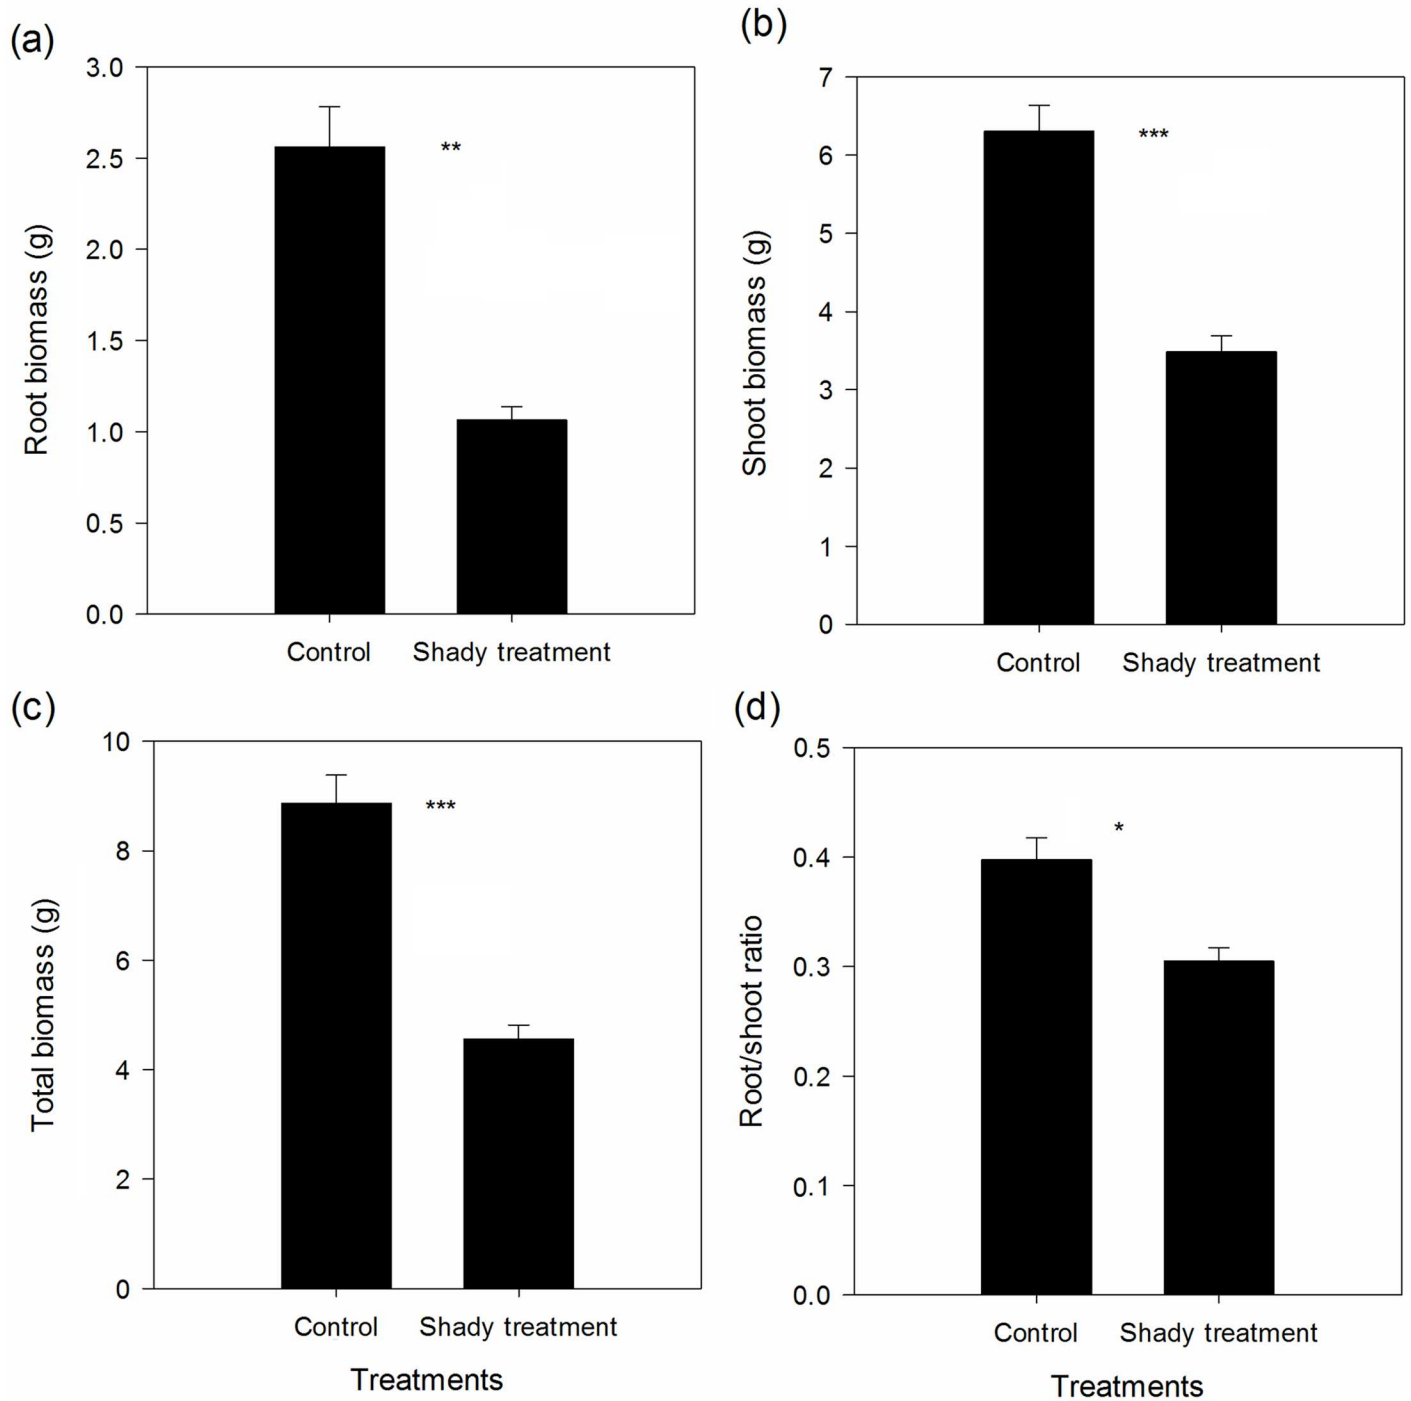 (a)
3.0
2.5
2.0
1.5
1.0
0.5
0.0
Root biomass (g)
**
Control Shady treatment
(b)
7
6
5
4
3
2
1
0
Shoot biomass (g)
***
Control Shady treatment
(c)
10
8
6
4
2
0
Total biomass (g)
***
Control Shady treatment
Treatments
(d)
0.5
0.4
0.3
0.2
0.1
0.0
Root/shoot ratio
*
Control Shady treatment
Treatments